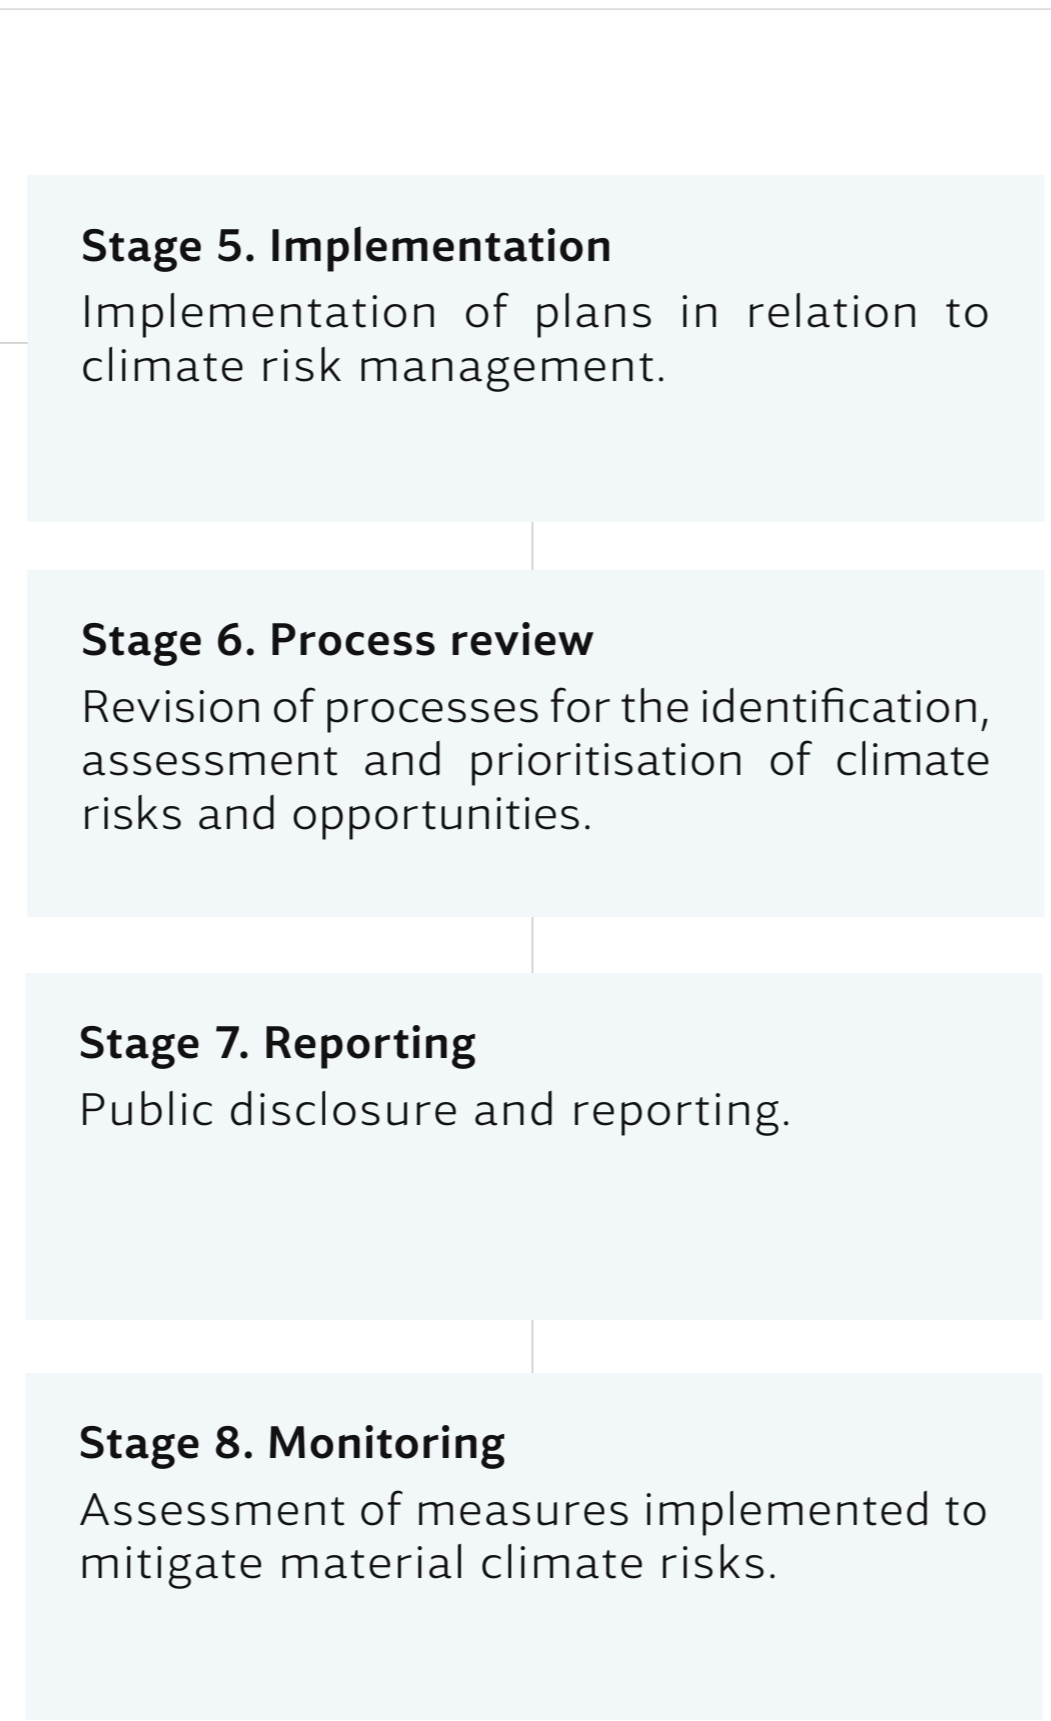 Stage 5. Implementation
Implementation of plans in relation to
climate risk management.
Stage 6. Process review
Revision of processes for the identification,
assessment and prioritisation of climate
risks and opportunities.
Stage 7. Reporting
Public disclosure and reporting.
Stage 8. Monitoring
Assessment of measures implemented to
mitigate material climate risks.